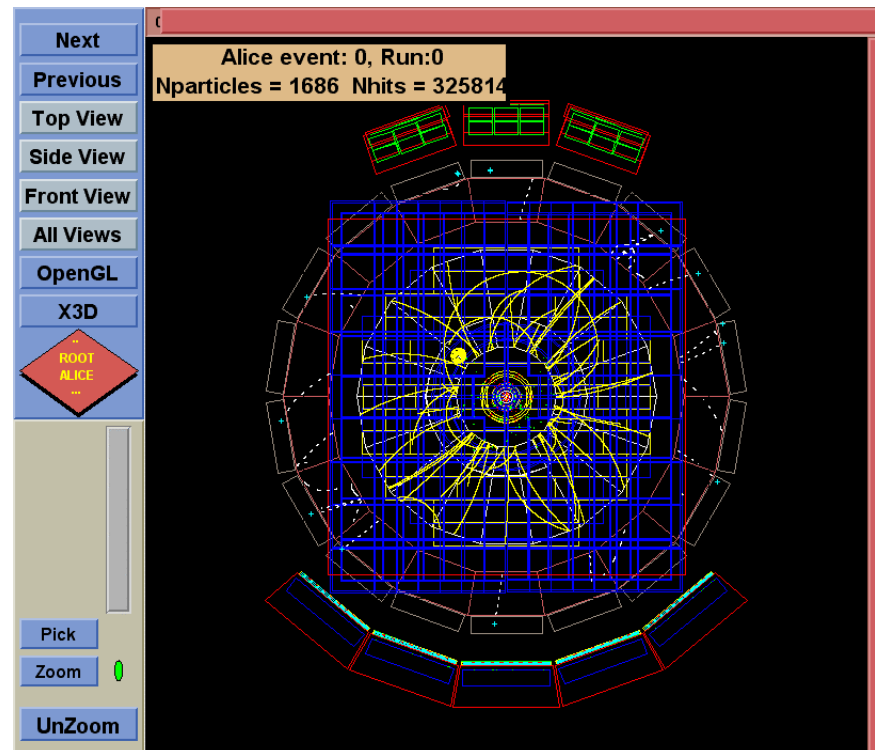 Next
Previous
Top View
Side View
Front View
All Views
OpenGL
X3D
..
ROOT
ALICE
...
Pick
Zoom
UnZoom
Alice event: 0, Run:0
Nparticles = 1686 Nhits = 325814